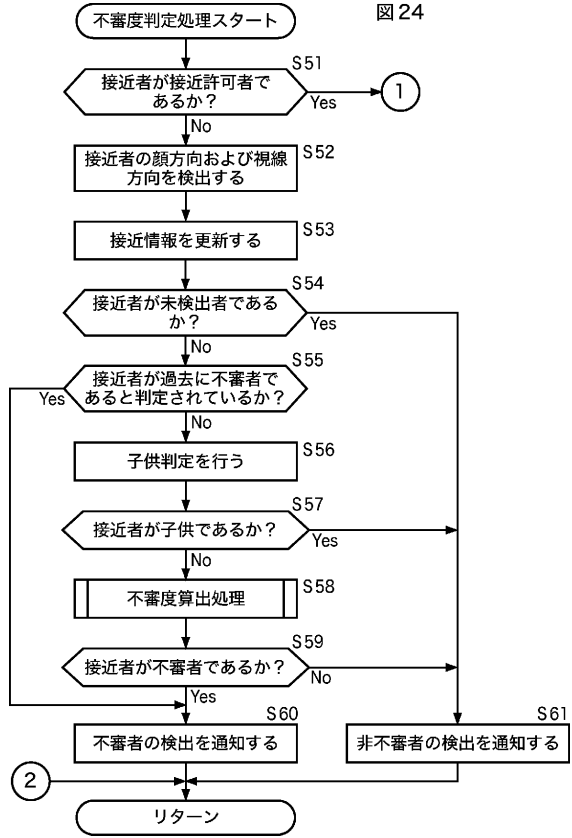 不審度判定処理スタート
図24
S51
接近者が接近許可者で
あるか？
Yes
1
No
S52
接近者の顔方向および視線
方向を検出する
S53
接近情報を更新する
S54
接近者が未検出者である
か？
Yes
No
S55
接近者が過去に不審者で
あると判定されているか？
Yes
No
S56
子供判定を行う
S57
接近者が子供であるか？
Yes
No
S58
不審度算出処理
S59
接近者が不審者であるか？
No
Yes
S60
不審者の検出を通知する
S61
非不審者の検出を通知する
2
リターン